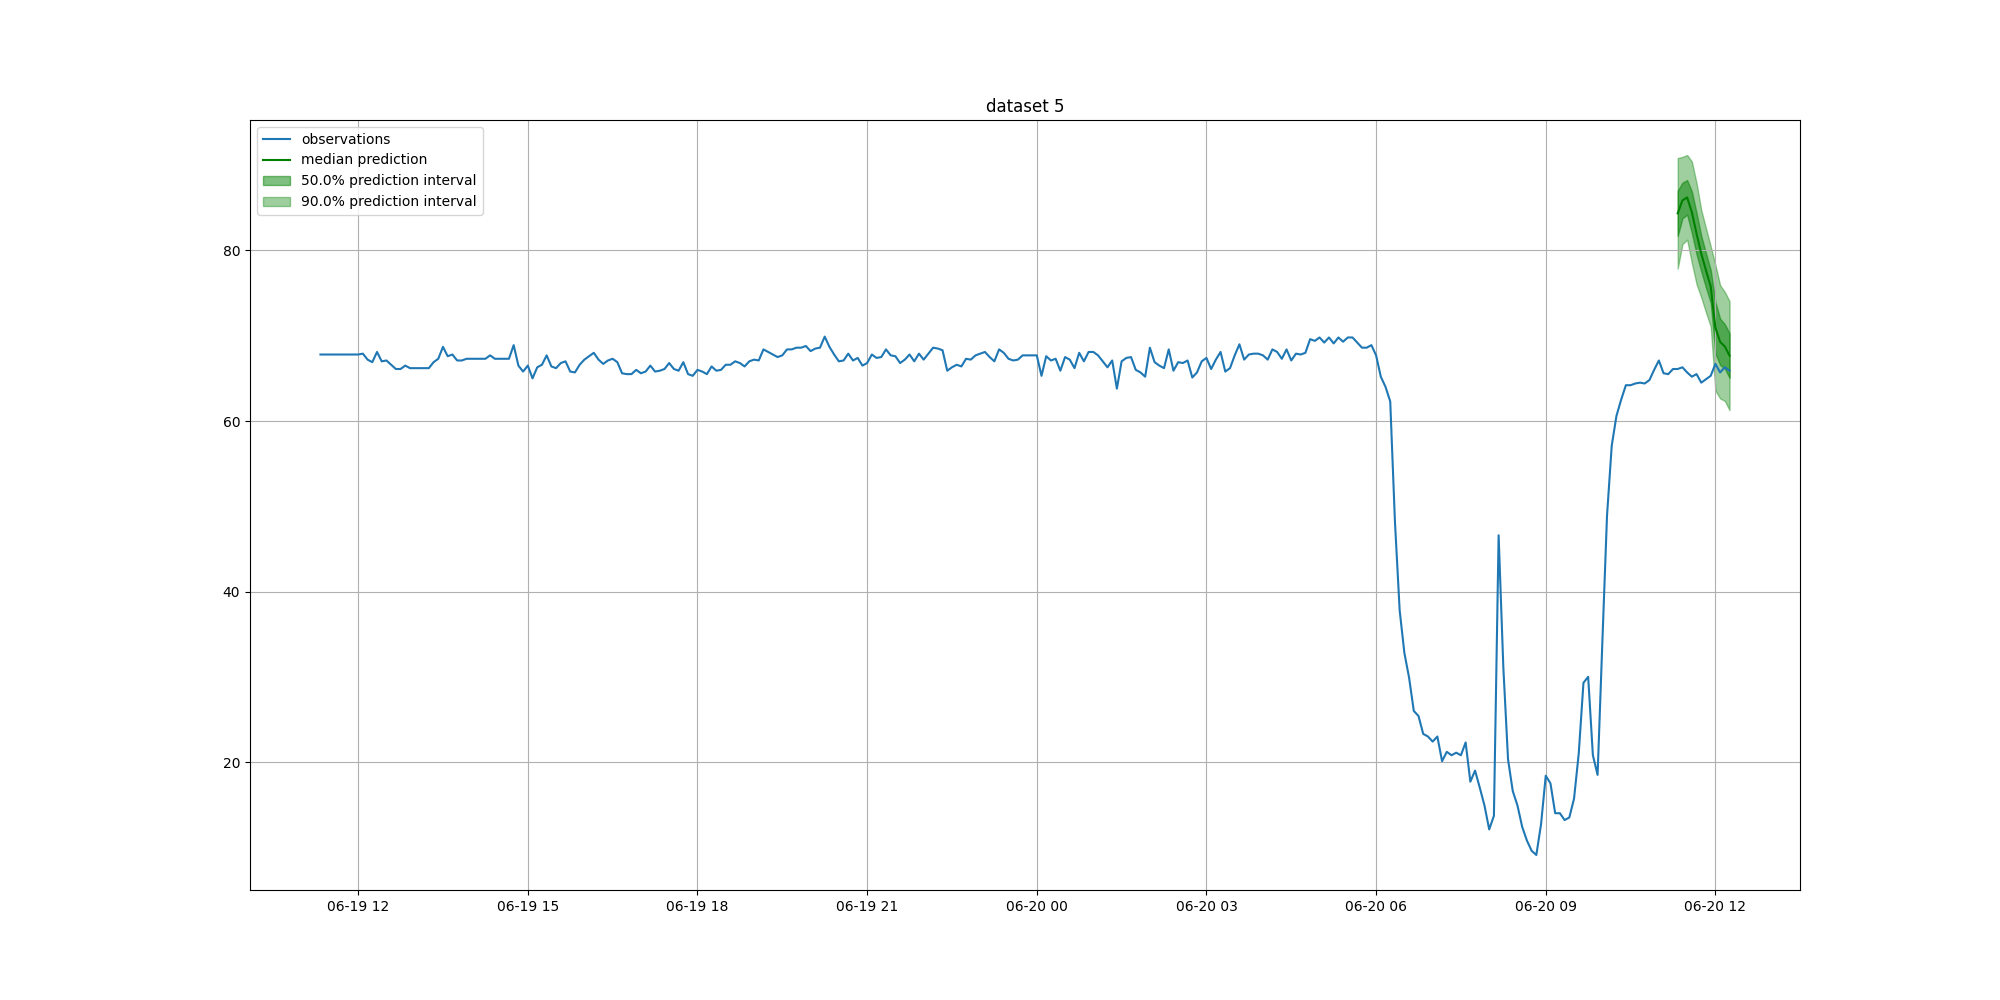 dataset 5
observations
median prediction
50.0% prediction interval
90.0% prediction interval
80
60
40
20
06-19 12
06-19 15
06-19 18
06-19 21
06-20 00
06-20 03
06-20 06
06-20 09
06-20 12